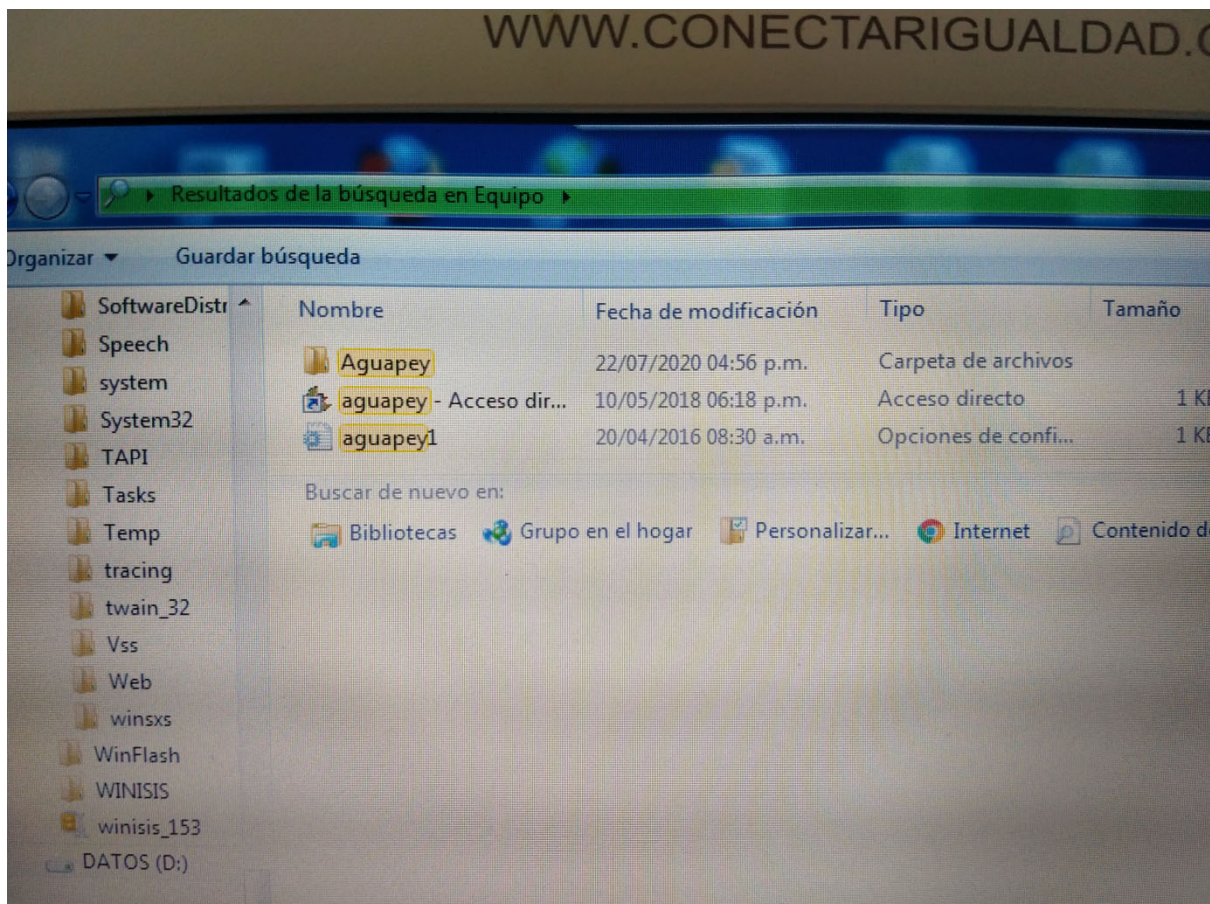 WWW.CONECTARIGUALDAD.
Resultados de la búsqueda en Equipo
Organizar
Guardar búsqueda
SoftwareDistr
Speech
system
System32
TAPI
Tasks
Temp
tracing
twain_32
Vss
Web
winsxs
WinFlash
WINISIS
winisis_153
DATOS (D:)
Nombre Fecha de modificación Tipo Tamaño
Aguapey 22/07/2020 04:56 p.m. Carpeta de archivos
aguapey - Acceso dir... 10/05/2018 06:18 p.m. Acceso directo 1 K
aguapey1 20/04/2016 08:30 a.m. Opciones de confi... 1 K
Buscar de nuevo en:
Bibliotecas Grupo en el hogar Personalizar... Internet Contenido d